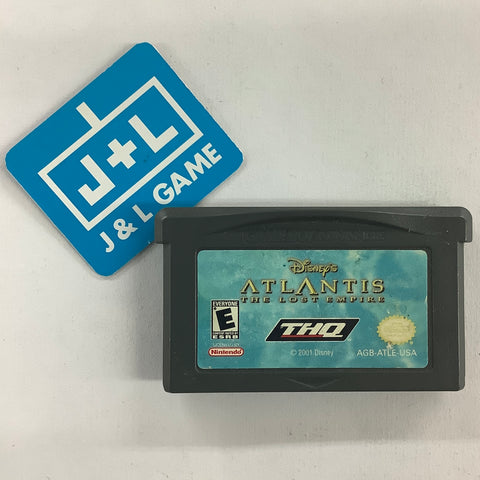 J+L
J & L GAME
Disney's
ATLANTIS
THE LOST EMPIRE
EVERYONE
E
ESRB
THQ
Nintendo
© 2001 Disney
AGB-ATLE-USA